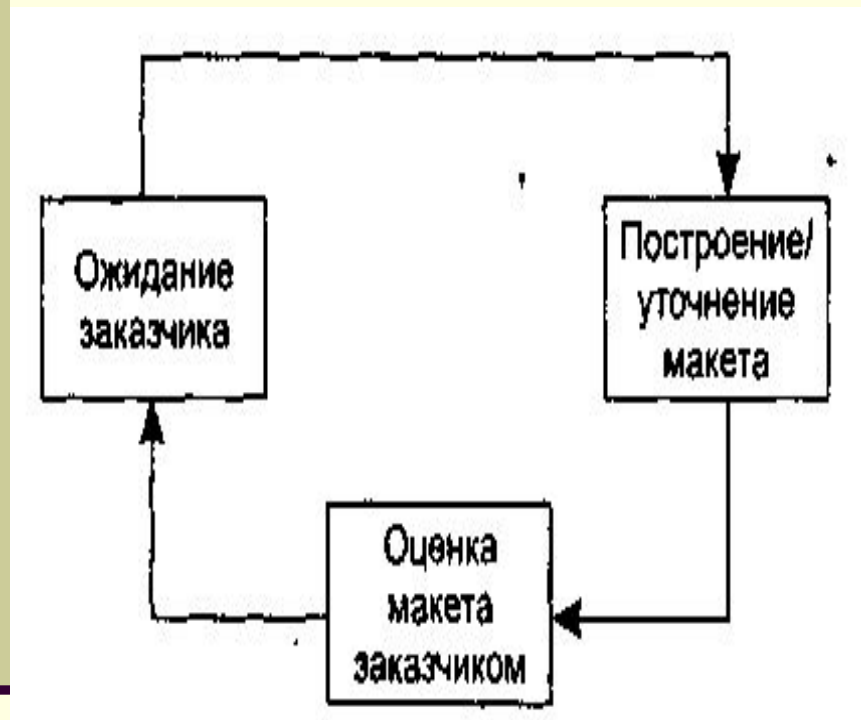 Ожидание
заказчика
Построение/
уточнение
макета
Оценка
макета
заказчиком